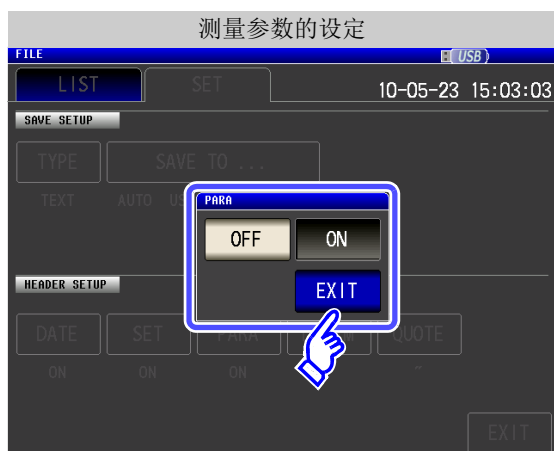 测量参数的设定
FILE
USB
LIST SET 10-05-23 15:03:03
SAVE SETUP
TYPE SAVE TO ...
TEXT AUTO US
PARA
OFF ON
EXIT
HEADER SETUP
DATE SET PARA QUOTE
ON ON ON ″
EXIT